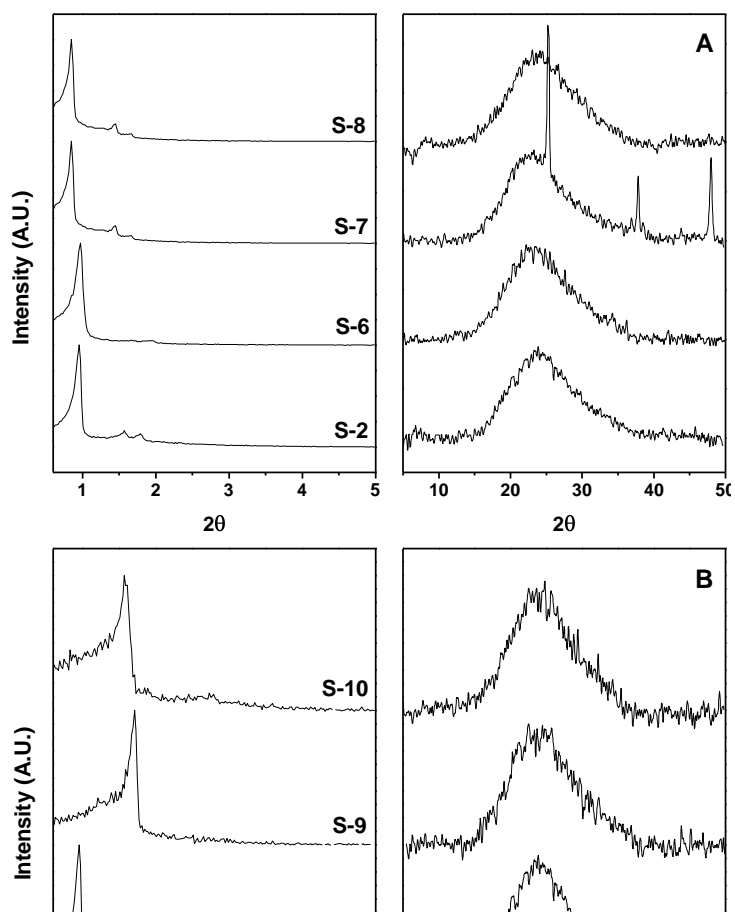 A
S-8
S-7
S-6
S-2
Intensity (A.U.)
1 2 3 4 5
10 20 30 40 50
2θ
2θ
B
S-10
S-9
Intensity (A.U.)